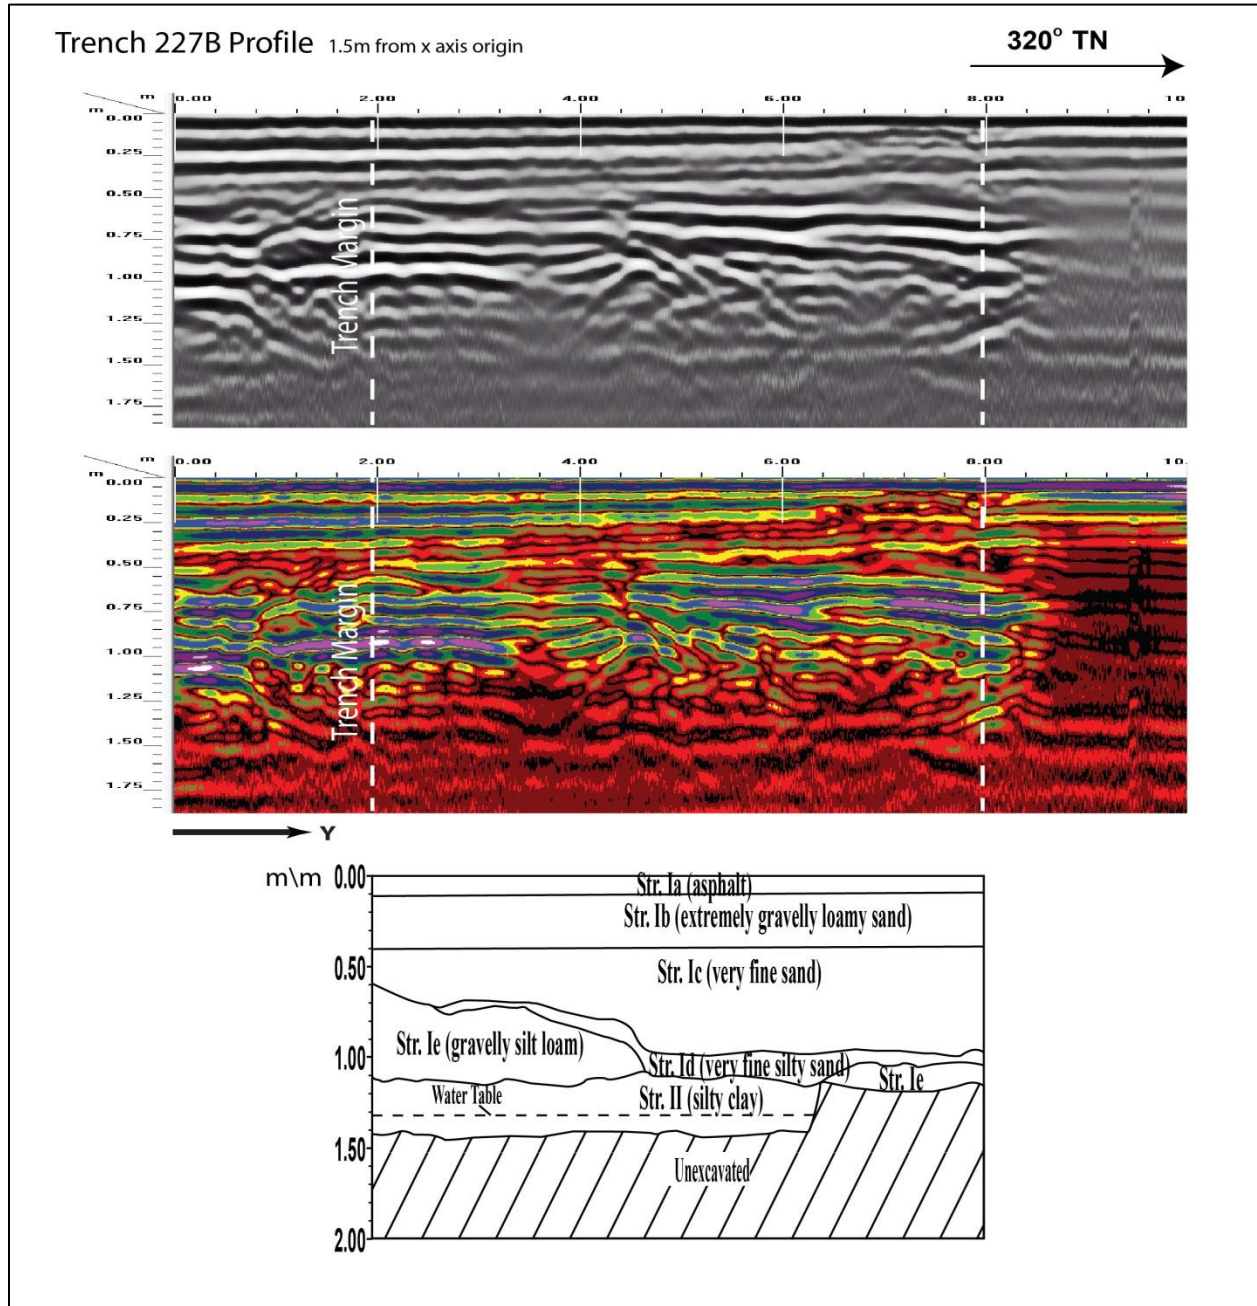 Trench 227B Profile 1.5m from x axis origin
320° TN
m 0.00 2.00 4.00 6.00 8.00 10
m
0.00
0.25
0.50
0.75
1.00
1.25
1.50
1.75
Trench Margin
m 0.00 2.00 4.00 6.00 8.00 10.
m
0.00
0.25
0.50
0.75
1.00
1.25
1.50
1.75
Trench Margin
Y
m\m 0.00
0.50
1.00
1.50
2.00
Str. Ia (asphalt)
Str. Ib (extremely gravelly loamy sand)
Str. Ic (very fine sand)
Str. Ie (gravelly silt loam)
Str. Id (very fine silty sand)
Str. Ie
Water Table
Str. II (silty clay)
Unexcavated